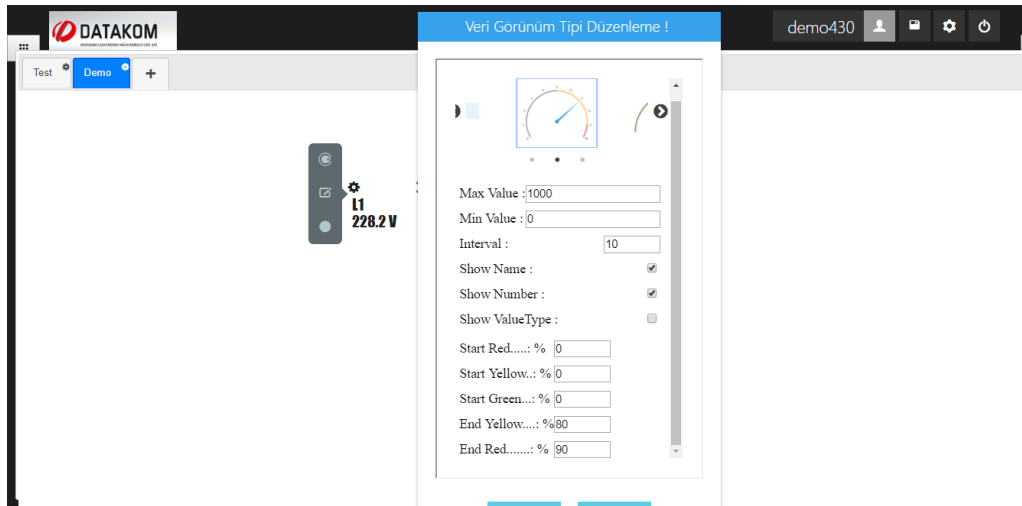 DATAKOM
Veri Görünüm Tipi Düzenleme !
demo430
Test
Demo
+
L1
228.2 V
Max Value : 1000
Min Value : 0
Interval : 10
Show Name :
Show Number :
Show ValueType :
Start Red.....: % 0
Start Yellow..: % 0
Start Green...: % 0
End Yellow....: % 80
End Red.......: % 90